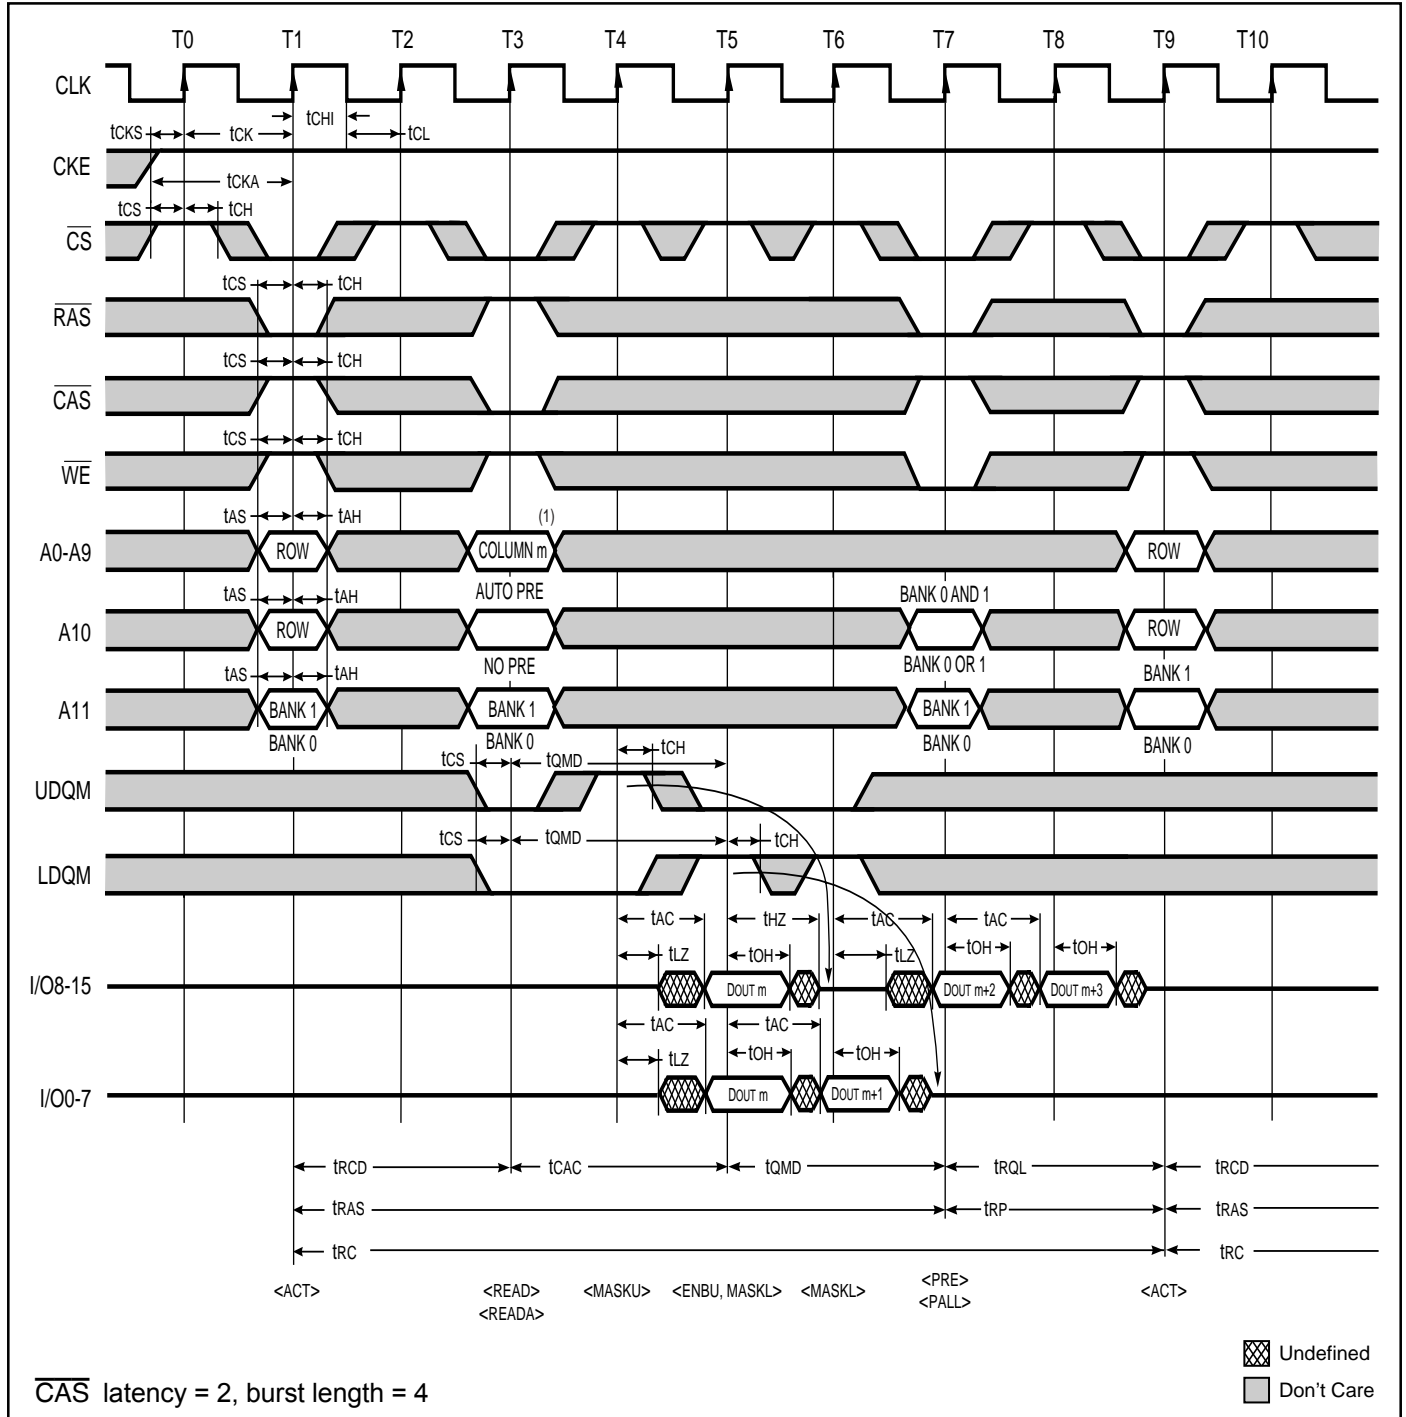 T0 T1 T2 T3 T4 T5 T6 T7 T8 T9 T10
CLK
tCHI
tCKS tCK tCL
CKE
tCKA
tCS tCH
CS
tCS tCH
RAS
tCS tCH
CAS
tCS tCH
WE
tAS tAH (1)
A0-A9 ROW COLUMN m ROW
tAS tAH AUTO PRE BANK 0 AND 1
A10 ROW ROW
tAS tAH NO PRE BANK 0 OR 1 BANK 1
A11 BANK 1 BANK 1 BANK 1
BANK 0 BANK 0 BANK 0 BANK 0
tCS tQMD tCH
UDQM
tCS tQMD tCH
LDQM
tAC tHZ tAC tAC
tLZ tOH tLZ tOH tOH
I/O8-15 DOUT m DOUT m+2 DOUT m+3
tAC tAC
tLZ tOH tOH
I/O0-7 DOUT m DOUT m+1
tRCD tCAC tQMD tRQL tRCD
tRAS tRP tRAS
tRC tRC
<ACT> <READ> <MASKU> <ENBU, MASKL> <MASKL> <PRE> <ACT>
<READA> <PALL>
Undefined
Don't Care
CAS latency = 2, burst length = 4